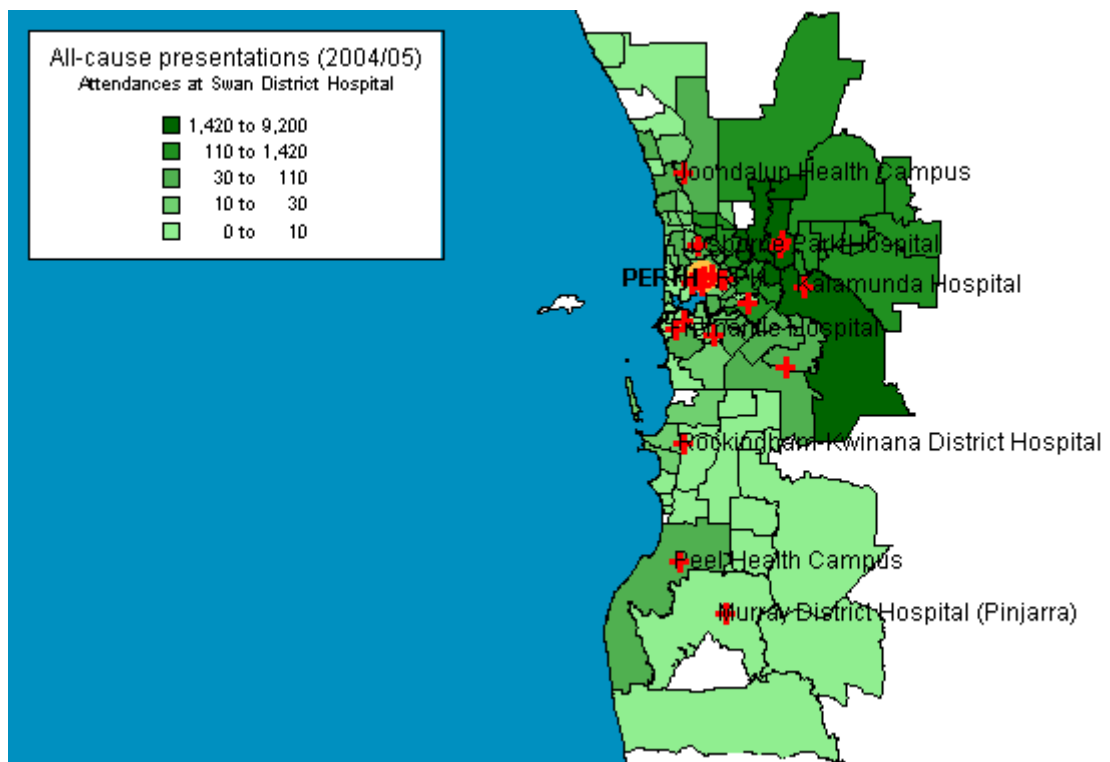 All-cause presentations (2004/05)
Attendances at Swan District Hospital
1,420 to 9,200
110 to 1,420
30 to 110
10 to 30
0 to 10
Joondalup Health Campus
Osborne Park Hospital
PERTH RPH
Kalamunda Hospital
Fremantle Hospital
Rockingham-Kwinana District Hospital
Peel Health Campus
Murray District Hospital (Pinjarra)